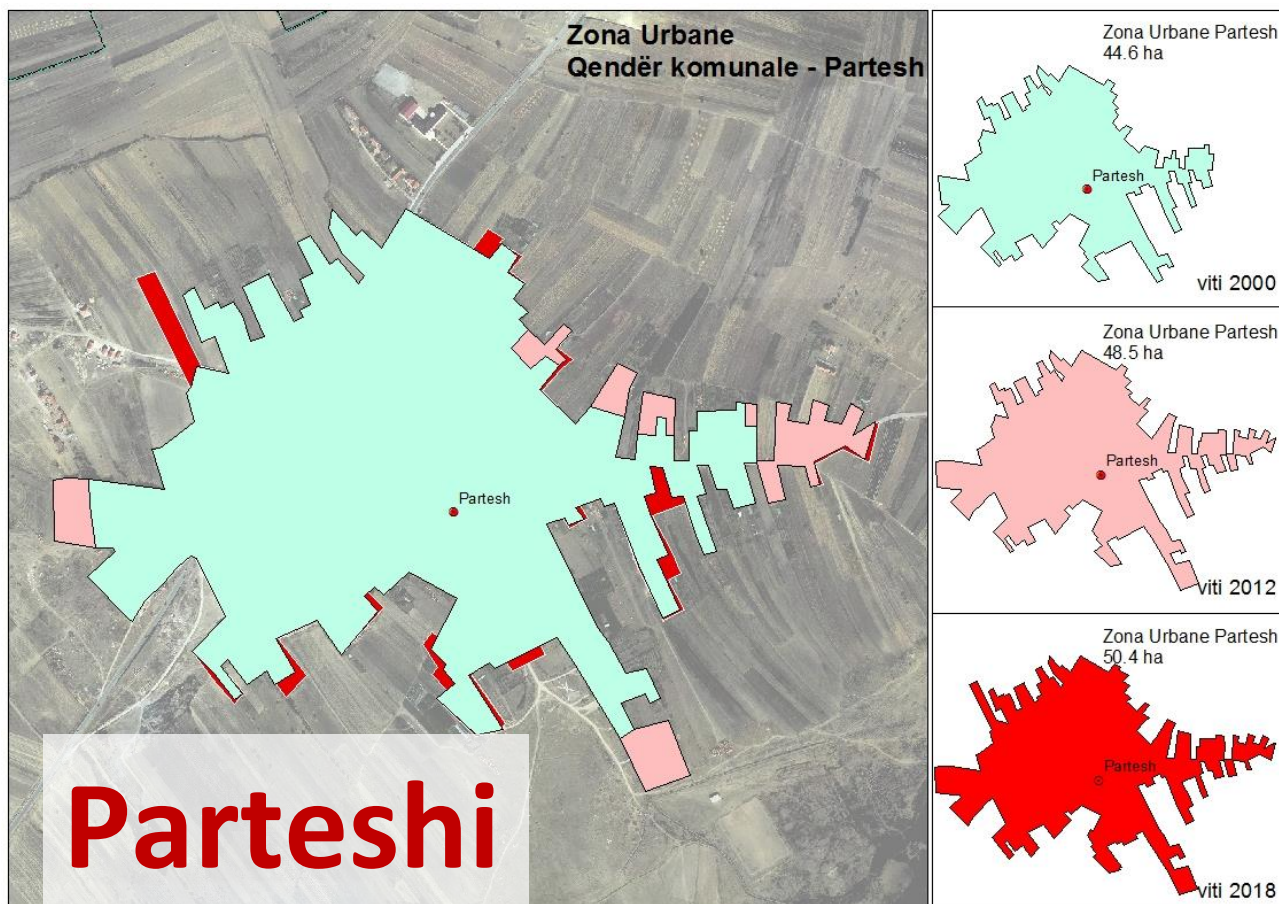 Zona Urbane
Qendër komunale - Partesh
Partesh
Parteshi
Zona Urbane Partesh
44.6 ha
Partesh
viti 2000
Zona Urbane Partesh
48.5 ha
Partesh
viti 2012
Zona Urbane Partesh
50.4 ha
Partesh
viti 2018